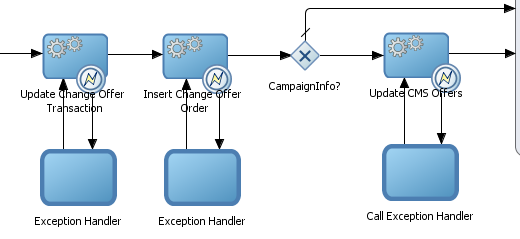 CampaignInfo?
Update Change Offer
Transaction
Insert Change Offer
Order
Update CMS Offers
Exception Handler
Exception Handler
Call Exception Handler